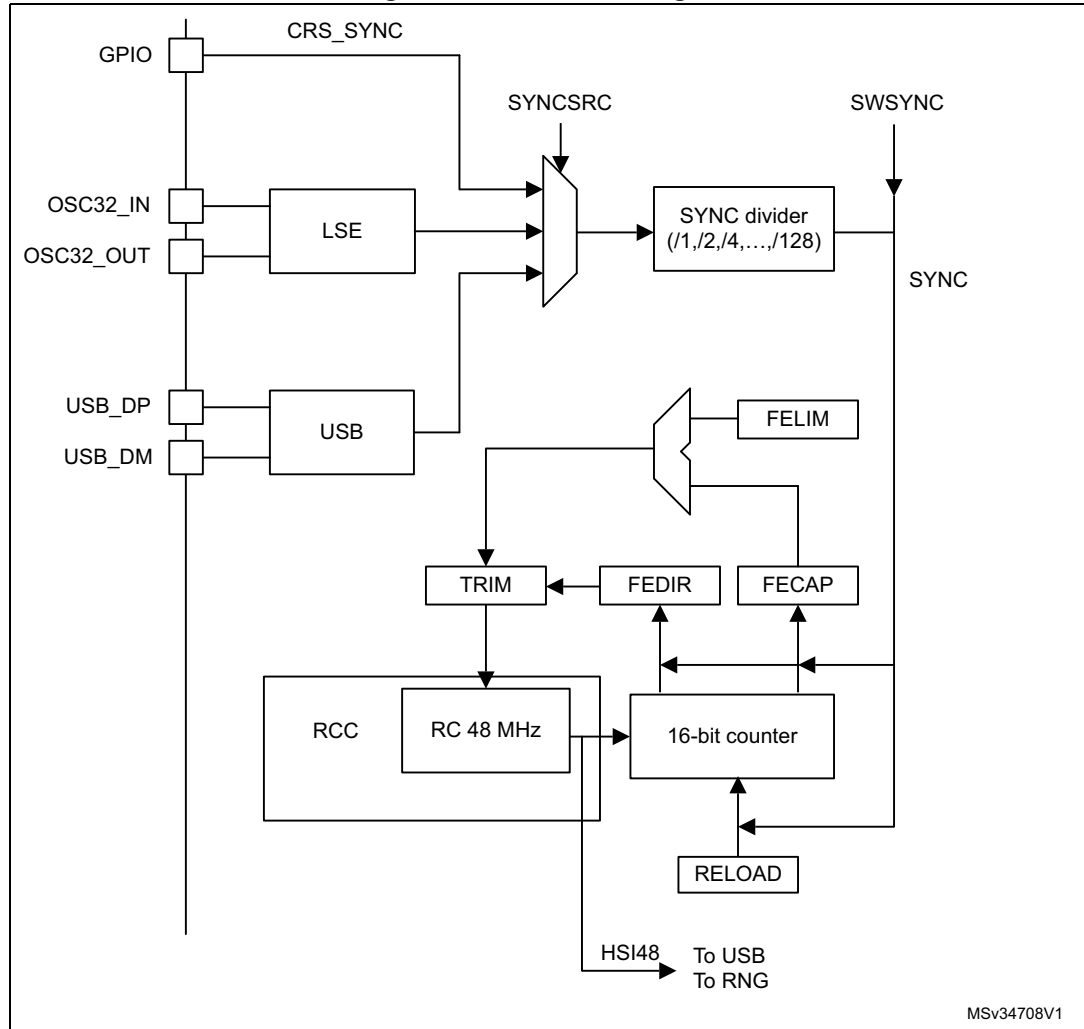 CRS_SYNC
GPIO
SYNCSRC
SWSYNC
OSC32_IN
LSE
OSC32_OUT
SYNC divider
(/1,/2,/4,…,/128)
SYNC
USB_DP
USB
USB_DM
FELIM
TRIM
FEDIR
FECAP
RCC
RC 48 MHz
16-bit counter
RELOAD
HSI48
To USB
To RNG
MSv34708V1